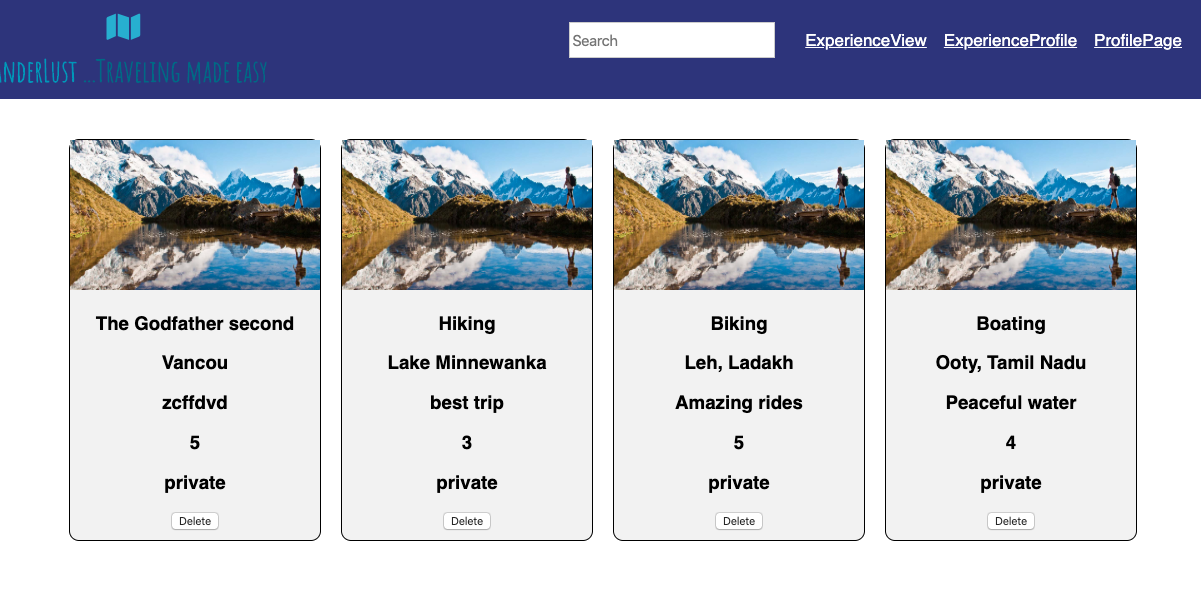 Search
ExperienceView ExperienceProfile ProfilePage
ANDERLUST ...TRAVELING MADE EASY
The Godfather second
Vancou
zcffdvd
5
private
Delete
Hiking
Lake Minnewanka
best trip
3
private
Delete
Biking
Leh, Ladakh
Amazing rides
5
private
Delete
Boating
Ooty, Tamil Nadu
Peaceful water
4
private
Delete